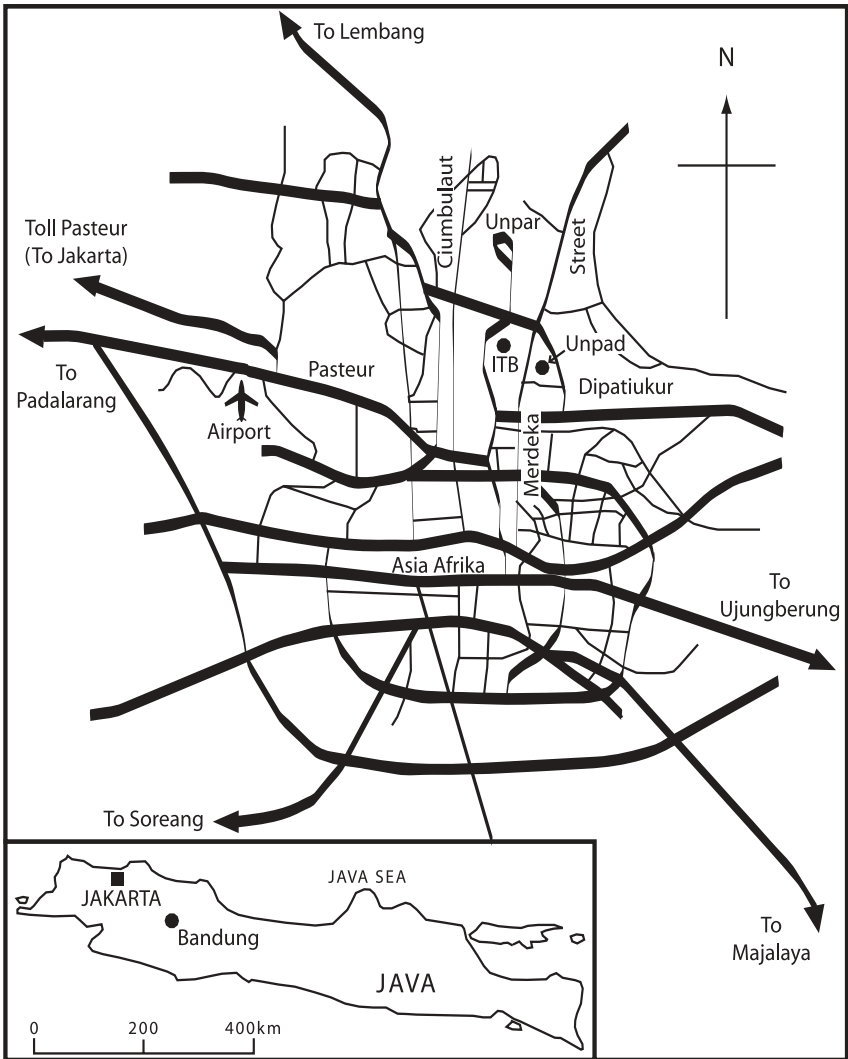 To Lembang
N
Ciumbulaut
Unpar
Street
Toll Pasteur
(To Jakarta)
Unpad
ITB
Pasteur
To
Padalarang
Dipatiukur
Airport
Merdeka
Asia Afrika
To
Ujungberung
To Soreang
To
Majalaya
JAVA SEA
JAKARTA
Bandung
JAVA
0 200 400km